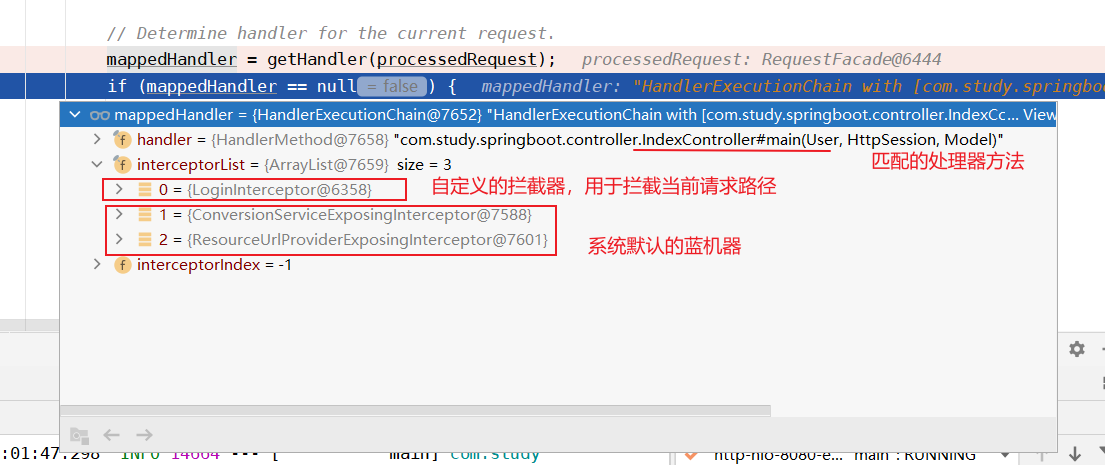 // Determine handler for the current request.
mappedHandler = getHandler(processedRequest); processedRequest: RequestFacade@6444
if (mappedHandler == null = false ) { mappedHandler: "HandlerExecutionChain with [com.study.springboo
mappedHandler = {HandlerExecutionChain@7652} "HandlerExecutionChain with [com.study.springboot.controller.IndexCc... View
handler = {HandlerMethod@7658} "com.study.springboot.controller.IndexController#main(User, HttpSession, Model)"
匹配的处理器方法
interceptorList = {ArrayList@7659} size = 3
0 = {LoginInterceptor@6358}
自定义的拦截器，用于拦截当前请求路径
1 = {ConversionServiceExposingInterceptor@7588}
2 = {ResourceUrlProviderExposingInterceptor@7601}
系统默认的蓝机器
interceptorIndex = -1
:01:47.298 INFO 14664 --- [ main] com.study
"http-nio-8080-e... "main": RUNNING